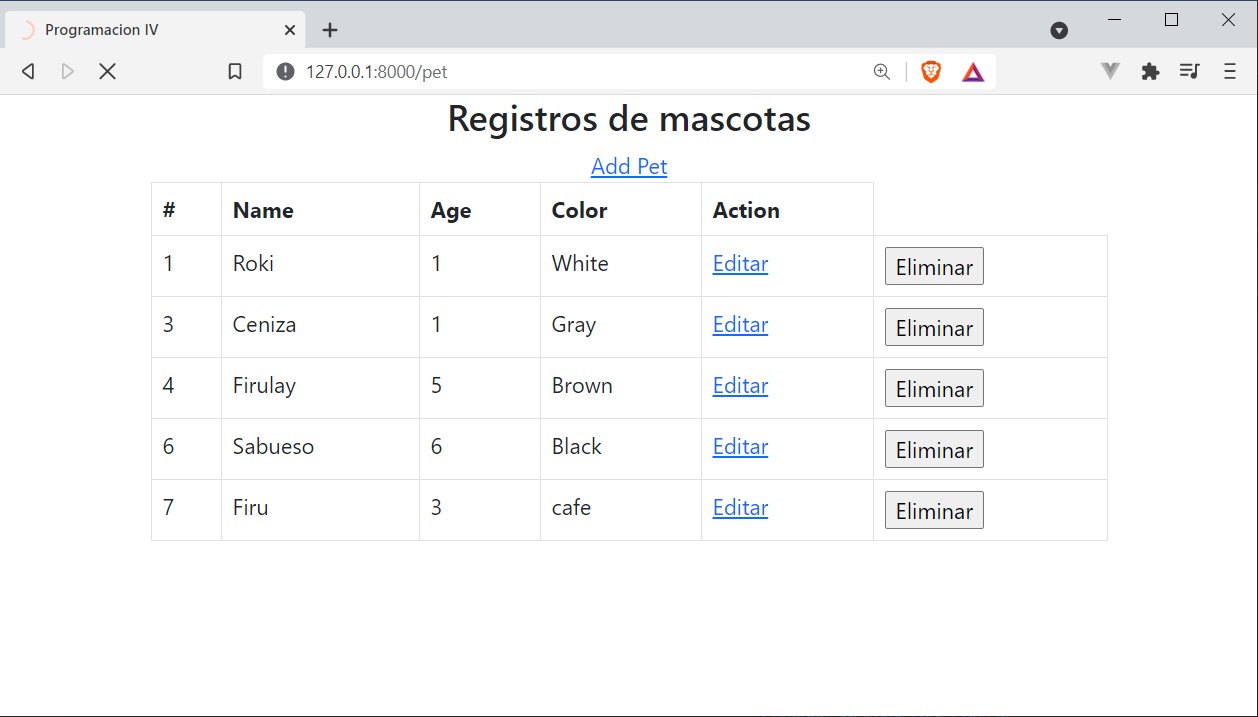 Programacion IV
127.0.0.1:8000/pet
Registros de mascotas
Add Pet
# Name Age Color Action
1 Roki 1 White Editar Eliminar
3 Ceniza 1 Gray Editar Eliminar
4 Firulay 5 Brown Editar Eliminar
6 Sabueso 6 Black Editar Eliminar
7 Firu 3 cafe Editar Eliminar